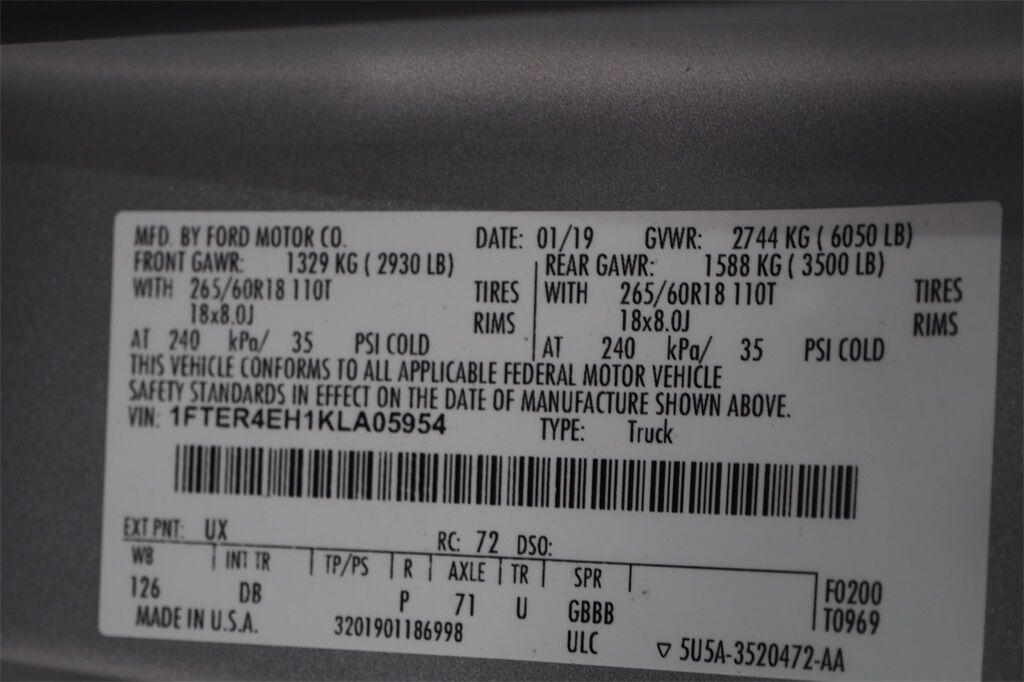 MFD. BY FORD MOTOR CO. DATE: 01/19 GVWR: 2744 KG ( 6050 LB)
FRONT GAWR: 1329 KG ( 2930 LB) REAR GAWR: 1588 KG ( 3500 LB)
WITH 265/60R18 110T TIRES WITH 265/60R18 110T TIRES
18x8.0J RIMS 18x8.0J RIMS
AT 240 kPa/ 35 PSI COLD AT 240 kPa/ 35 PSI COLD
THIS VEHICLE CONFORMS TO ALL APPLICABLE FEDERAL MOTOR VEHICLE
SAFETY STANDARDS IN EFFECT ON THE DATE OF MANUFACTURE SHOWN ABOVE.
VIN: 1FTER4EH1KLA05954 TYPE: Truck
EXT PNT: UX RC: 72 DSO:
WB INT TR TP/PS R AXLE TR SPR F0200
126 DB P 71 U GBBB T0969
MADE IN U.S.A. 3201901186998 ULC ▽ 5U5A-3520472-AA